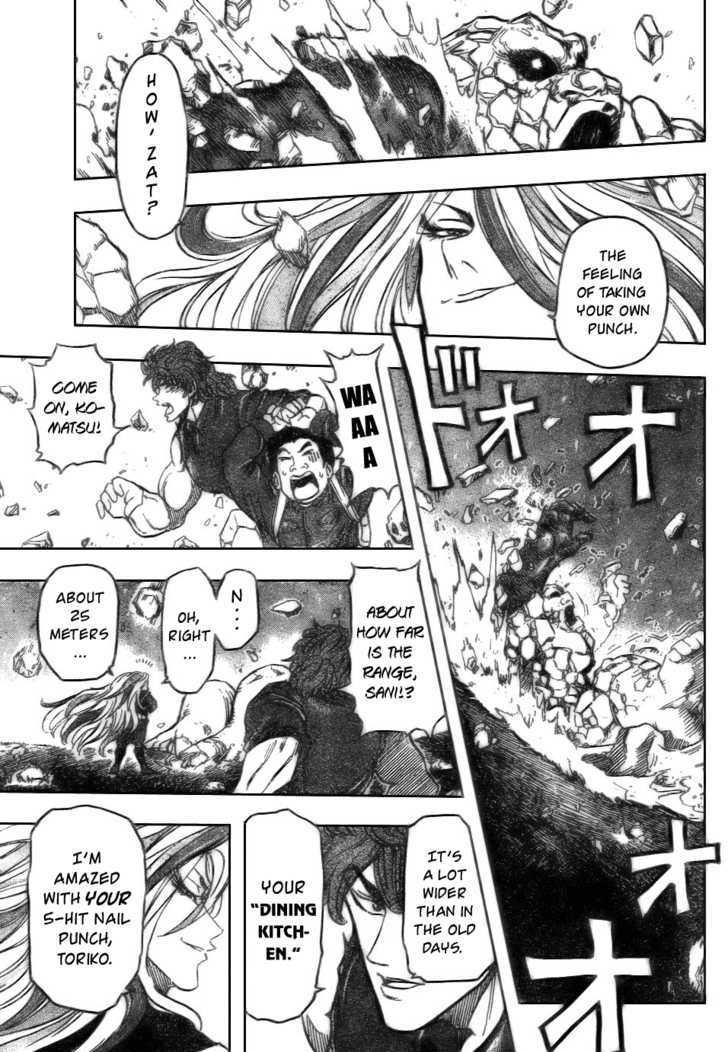 HOW'ZAT?
THE
FEELING
OF TAKING
YOUR OWN
PUNCH.
ドォオ
オォ
WA
AA
A
COME
ON, KO-
MATSU!
ABOUT
HOW FAR
IS THE
RANGE,
SANI!?
N...
OH,
RIGHT
...
ABOUT
25
METERS
...
IT'S
A LOT
WIDER
THAN IN
THE OLD
DAYS.
YOUR
"DINING
KITCH-
EN."
I'M
AMAZED
WITH YOUR
5-HIT NAIL
PUNCH,
TORIKO.